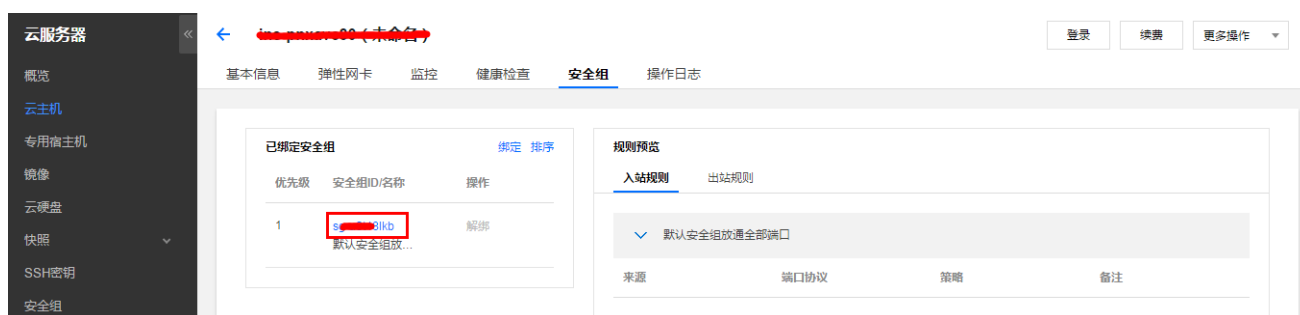 云服务器 «
概览
云主机
专用宿主机
镜像
云硬盘
快照
SSH密钥
安全组
(未命名)
登录 续费 更多操作
基本信息 弹性网卡 监控 健康检查 安全组 操作日志
已绑定安全组 绑定 排序
优先级 安全组ID/名称 操作
1 8lkb 解绑
默认安全组放...
规则预览
入站规则 出站规则
默认安全组放通全部端口
来源 端口协议 策略 备注